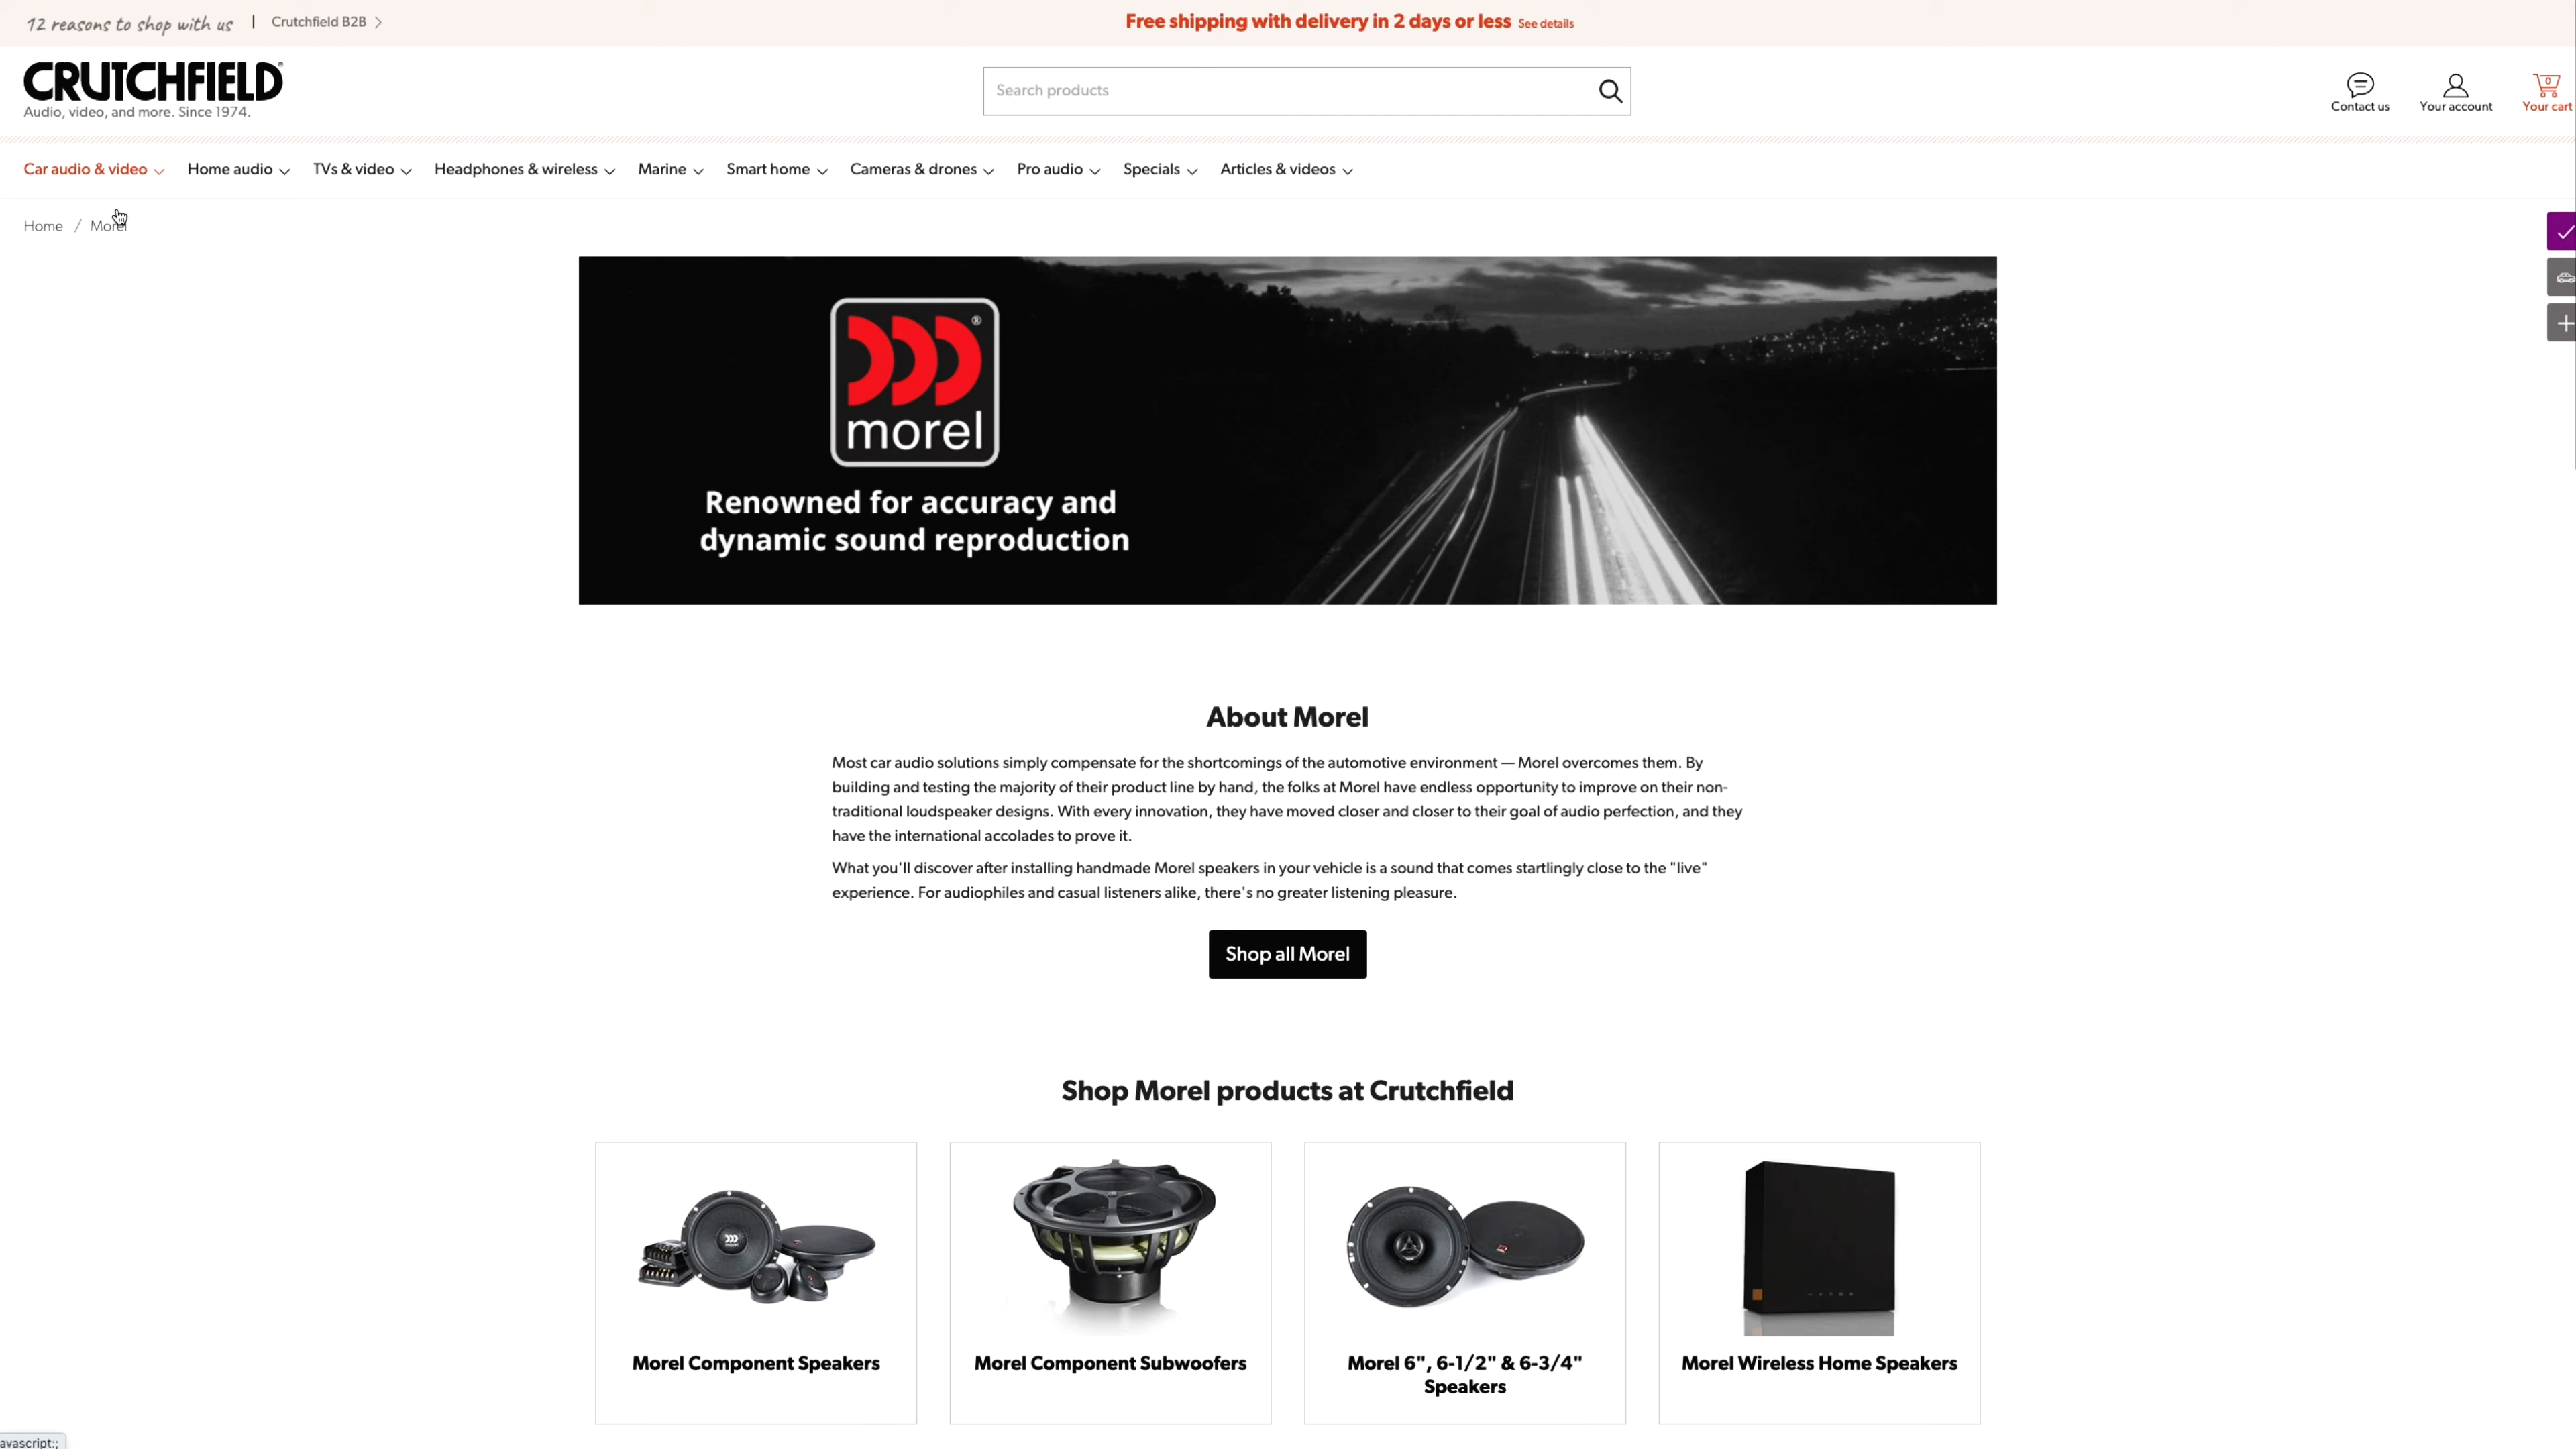 12 reasons to shop with us | Crutchfield B2B
Free shipping with delivery in 2 days or less See details
CRUTCHFIELD®
Audio, video, and more. Since 1974.
Search products
Contact us
Your account
0
Your cart
Car audio & video Home audio TVs & video Headphones & wireless Marine Smart home Cameras & drones Pro audio Specials Articles & videos
Home / Morel
®
morel
Renowned for accuracy and
dynamic sound reproduction
About Morel
Most car audio solutions simply compensate for the shortcomings of the automotive environment — Morel overcomes them. By
building and testing the majority of their product line by hand, the folks at Morel have endless opportunity to improve on their non-
traditional loudspeaker designs. With every innovation, they have moved closer and closer to their goal of audio perfection, and they
have the international accolades to prove it.
What you'll discover after installing handmade Morel speakers in your vehicle is a sound that comes startlingly close to the "live"
experience. For audiophiles and casual listeners alike, there's no greater listening pleasure.
Shop all Morel
Shop Morel products at Crutchfield
Morel Component Speakers
Morel Component Subwoofers
Morel 6", 6-1/2" & 6-3/4"
Speakers
Morel Wireless Home Speakers
avascript:;